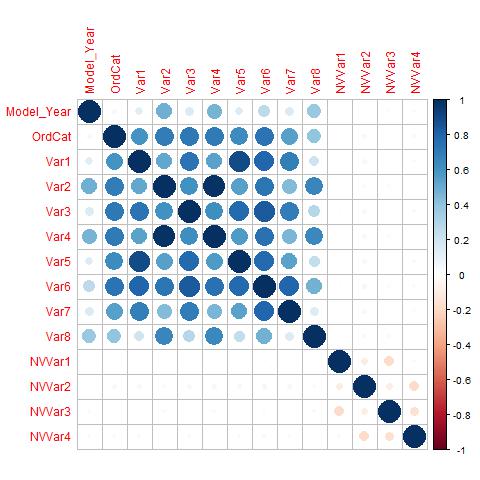 Model_Year
OrdCat
Var1
Var2
Var3
Var4
Var5
Var6
Var7
Var8
NVVar1
NVVar2
NVVar3
NVVar4
Model_Year
OrdCat
Var1
Var2
Var3
Var4
Var5
Var6
Var7
Var8
NVVar1
NVVar2
NVVar3
NVVar4
1
0.8
0.6
0.4
0.2
0
-0.2
-0.4
-0.6
-0.8
-1